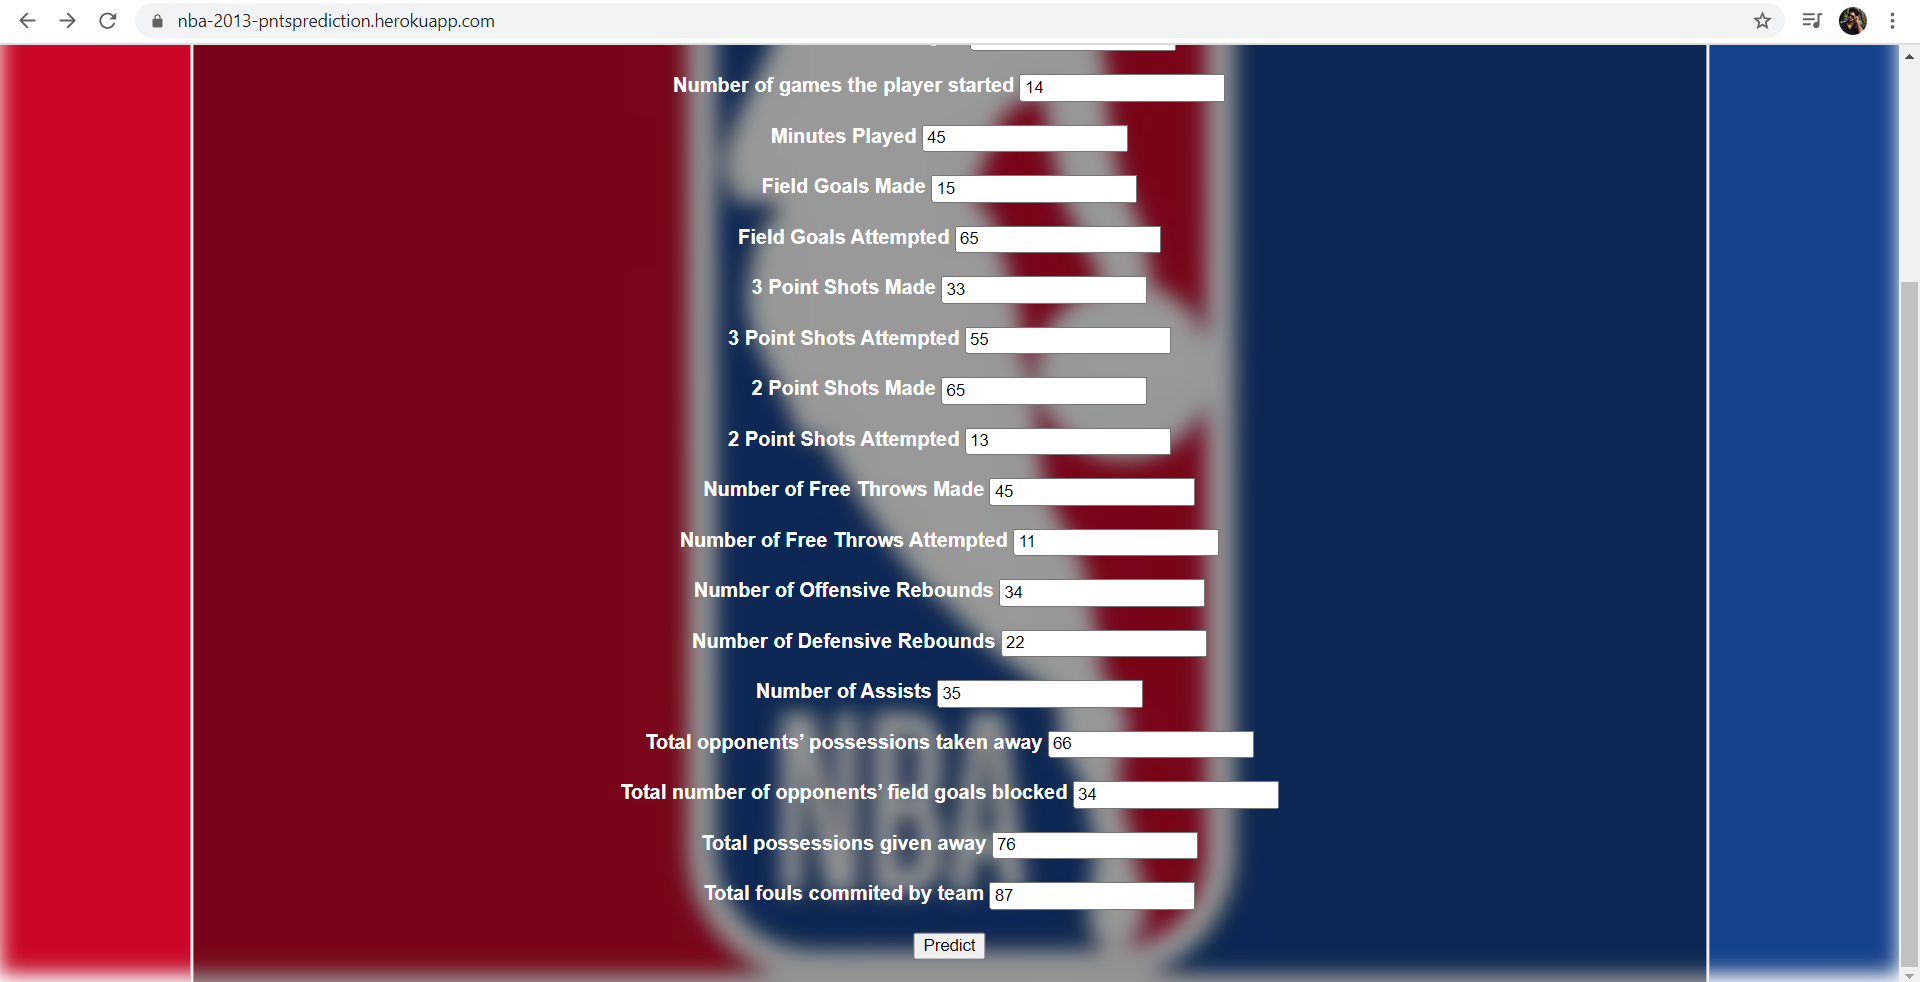 nba-2013-pntsprediction.herokuapp.com
Number of games the player started 14
Minutes Played 45
Field Goals Made 15
Field Goals Attempted 65
3 Point Shots Made 33
3 Point Shots Attempted 55
2 Point Shots Made 65
2 Point Shots Attempted 13
Number of Free Throws Made 45
Number of Free Throws Attempted 11
Number of Offensive Rebounds 34
Number of Defensive Rebounds 22
Number of Assists 35
Total opponents’ possessions taken away 66
Total number of opponents’ field goals blocked 34
Total possessions given away 76
Total fouls commited by team 87
Predict
NBA